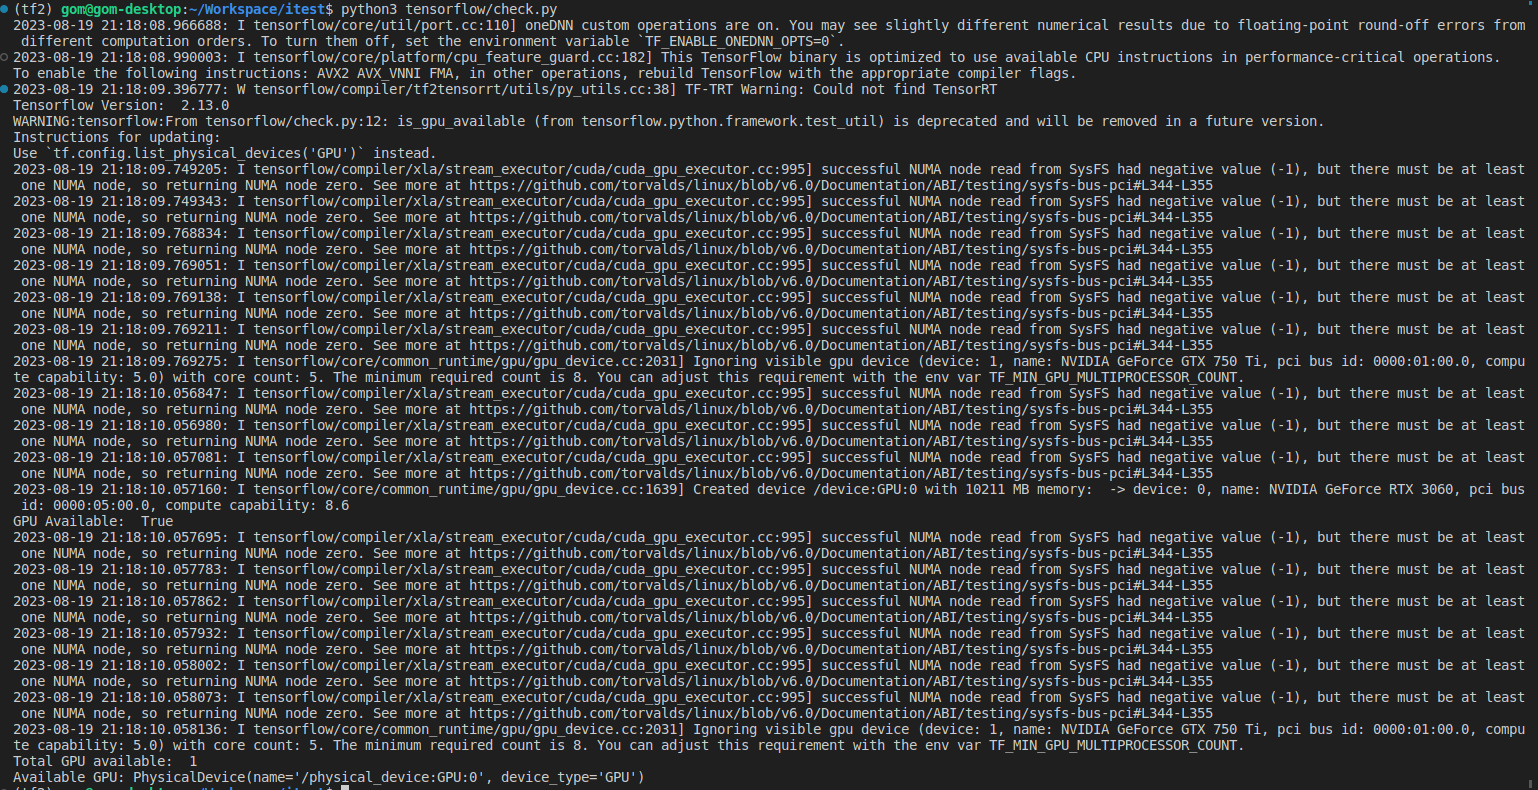 (tf2) gom@gom-desktop:~/Workspace/itest$ python3 tensorflow/check.py
2023-08-19 21:18:08.966688: I tensorflow/core/util/port.cc:110] oneDNN custom operations are on. You may see slightly different numerical results due to floating-point round-off errors from
different computation orders. To turn them off, set the environment variable `TF_ENABLE_ONEDNN_OPTS=0`.
2023-08-19 21:18:08.990003: I tensorflow/core/platform/cpu_feature_guard.cc:182] This TensorFlow binary is optimized to use available CPU instructions in performance-critical operations.
To enable the following instructions: AVX2 AVX_VNNI FMA, in other operations, rebuild TensorFlow with the appropriate compiler flags.
2023-08-19 21:18:09.396777: W tensorflow/compiler/tf2tensorrt/utils/py_utils.cc:38] TF-TRT Warning: Could not find TensorRT
Tensorflow Version:  2.13.0
WARNING:tensorflow:From tensorflow/check.py:12: is_gpu_available (from tensorflow.python.framework.test_util) is deprecated and will be removed in a future version.
Instructions for updating:
Use `tf.config.list_physical_devices('GPU')` instead.
2023-08-19 21:18:09.749205: I tensorflow/compiler/xla/stream_executor/cuda/cuda_gpu_executor.cc:995] successful NUMA node read from SysFS had negative value (-1), but there must be at least
one NUMA node, so returning NUMA node zero. See more at https://github.com/torvalds/linux/blob/v6.0/Documentation/ABI/testing/sysfs-bus-pci#L344-L355
2023-08-19 21:18:09.749343: I tensorflow/compiler/xla/stream_executor/cuda/cuda_gpu_executor.cc:995] successful NUMA node read from SysFS had negative value (-1), but there must be at least
one NUMA node, so returning NUMA node zero. See more at https://github.com/torvalds/linux/blob/v6.0/Documentation/ABI/testing/sysfs-bus-pci#L344-L355
2023-08-19 21:18:09.768834: I tensorflow/compiler/xla/stream_executor/cuda/cuda_gpu_executor.cc:995] successful NUMA node read from SysFS had negative value (-1), but there must be at least
one NUMA node, so returning NUMA node zero. See more at https://github.com/torvalds/linux/blob/v6.0/Documentation/ABI/testing/sysfs-bus-pci#L344-L355
2023-08-19 21:18:09.769051: I tensorflow/compiler/xla/stream_executor/cuda/cuda_gpu_executor.cc:995] successful NUMA node read from SysFS had negative value (-1), but there must be at least
one NUMA node, so returning NUMA node zero. See more at https://github.com/torvalds/linux/blob/v6.0/Documentation/ABI/testing/sysfs-bus-pci#L344-L355
2023-08-19 21:18:09.769138: I tensorflow/compiler/xla/stream_executor/cuda/cuda_gpu_executor.cc:995] successful NUMA node read from SysFS had negative value (-1), but there must be at least
one NUMA node, so returning NUMA node zero. See more at https://github.com/torvalds/linux/blob/v6.0/Documentation/ABI/testing/sysfs-bus-pci#L344-L355
2023-08-19 21:18:09.769211: I tensorflow/compiler/xla/stream_executor/cuda/cuda_gpu_executor.cc:995] successful NUMA node read from SysFS had negative value (-1), but there must be at least
one NUMA node, so returning NUMA node zero. See more at https://github.com/torvalds/linux/blob/v6.0/Documentation/ABI/testing/sysfs-bus-pci#L344-L355
2023-08-19 21:18:09.769275: I tensorflow/core/common_runtime/gpu/gpu_device.cc:2031] Ignoring visible gpu device (device: 1, name: NVIDIA GeForce GTX 750 Ti, pci bus id: 0000:01:00.0, compu
te capability: 5.0) with core count: 5. The minimum required count is 8. You can adjust this requirement with the env var TF_MIN_GPU_MULTIPROCESSOR_COUNT.
2023-08-19 21:18:10.056847: I tensorflow/compiler/xla/stream_executor/cuda/cuda_gpu_executor.cc:995] successful NUMA node read from SysFS had negative value (-1), but there must be at least
one NUMA node, so returning NUMA node zero. See more at https://github.com/torvalds/linux/blob/v6.0/Documentation/ABI/testing/sysfs-bus-pci#L344-L355
2023-08-19 21:18:10.056980: I tensorflow/compiler/xla/stream_executor/cuda/cuda_gpu_executor.cc:995] successful NUMA node read from SysFS had negative value (-1), but there must be at least
one NUMA node, so returning NUMA node zero. See more at https://github.com/torvalds/linux/blob/v6.0/Documentation/ABI/testing/sysfs-bus-pci#L344-L355
2023-08-19 21:18:10.057081: I tensorflow/compiler/xla/stream_executor/cuda/cuda_gpu_executor.cc:995] successful NUMA node read from SysFS had negative value (-1), but there must be at least
one NUMA node, so returning NUMA node zero. See more at https://github.com/torvalds/linux/blob/v6.0/Documentation/ABI/testing/sysfs-bus-pci#L344-L355
2023-08-19 21:18:10.057160: I tensorflow/core/common_runtime/gpu/gpu_device.cc:1639] Created device /device:GPU:0 with 10211 MB memory:  -> device: 0, name: NVIDIA GeForce RTX 3060, pci bus
id: 0000:05:00.0, compute capability: 8.6
GPU Available:  True
2023-08-19 21:18:10.057695: I tensorflow/compiler/xla/stream_executor/cuda/cuda_gpu_executor.cc:995] successful NUMA node read from SysFS had negative value (-1), but there must be at least
one NUMA node, so returning NUMA node zero. See more at https://github.com/torvalds/linux/blob/v6.0/Documentation/ABI/testing/sysfs-bus-pci#L344-L355
2023-08-19 21:18:10.057783: I tensorflow/compiler/xla/stream_executor/cuda/cuda_gpu_executor.cc:995] successful NUMA node read from SysFS had negative value (-1), but there must be at least
one NUMA node, so returning NUMA node zero. See more at https://github.com/torvalds/linux/blob/v6.0/Documentation/ABI/testing/sysfs-bus-pci#L344-L355
2023-08-19 21:18:10.057862: I tensorflow/compiler/xla/stream_executor/cuda/cuda_gpu_executor.cc:995] successful NUMA node read from SysFS had negative value (-1), but there must be at least
one NUMA node, so returning NUMA node zero. See more at https://github.com/torvalds/linux/blob/v6.0/Documentation/ABI/testing/sysfs-bus-pci#L344-L355
2023-08-19 21:18:10.057932: I tensorflow/compiler/xla/stream_executor/cuda/cuda_gpu_executor.cc:995] successful NUMA node read from SysFS had negative value (-1), but there must be at least
one NUMA node, so returning NUMA node zero. See more at https://github.com/torvalds/linux/blob/v6.0/Documentation/ABI/testing/sysfs-bus-pci#L344-L355
2023-08-19 21:18:10.058002: I tensorflow/compiler/xla/stream_executor/cuda/cuda_gpu_executor.cc:995] successful NUMA node read from SysFS had negative value (-1), but there must be at least
one NUMA node, so returning NUMA node zero. See more at https://github.com/torvalds/linux/blob/v6.0/Documentation/ABI/testing/sysfs-bus-pci#L344-L355
2023-08-19 21:18:10.058073: I tensorflow/compiler/xla/stream_executor/cuda/cuda_gpu_executor.cc:995] successful NUMA node read from SysFS had negative value (-1), but there must be at least
one NUMA node, so returning NUMA node zero. See more at https://github.com/torvalds/linux/blob/v6.0/Documentation/ABI/testing/sysfs-bus-pci#L344-L355
2023-08-19 21:18:10.058136: I tensorflow/core/common_runtime/gpu/gpu_device.cc:2031] Ignoring visible gpu device (device: 1, name: NVIDIA GeForce GTX 750 Ti, pci bus id: 0000:01:00.0, compu
te capability: 5.0) with core count: 5. The minimum required count is 8. You can adjust this requirement with the env var TF_MIN_GPU_MULTIPROCESSOR_COUNT.
Total GPU available:  1
Available GPU: PhysicalDevice(name='/physical_device:GPU:0', device_type='GPU')